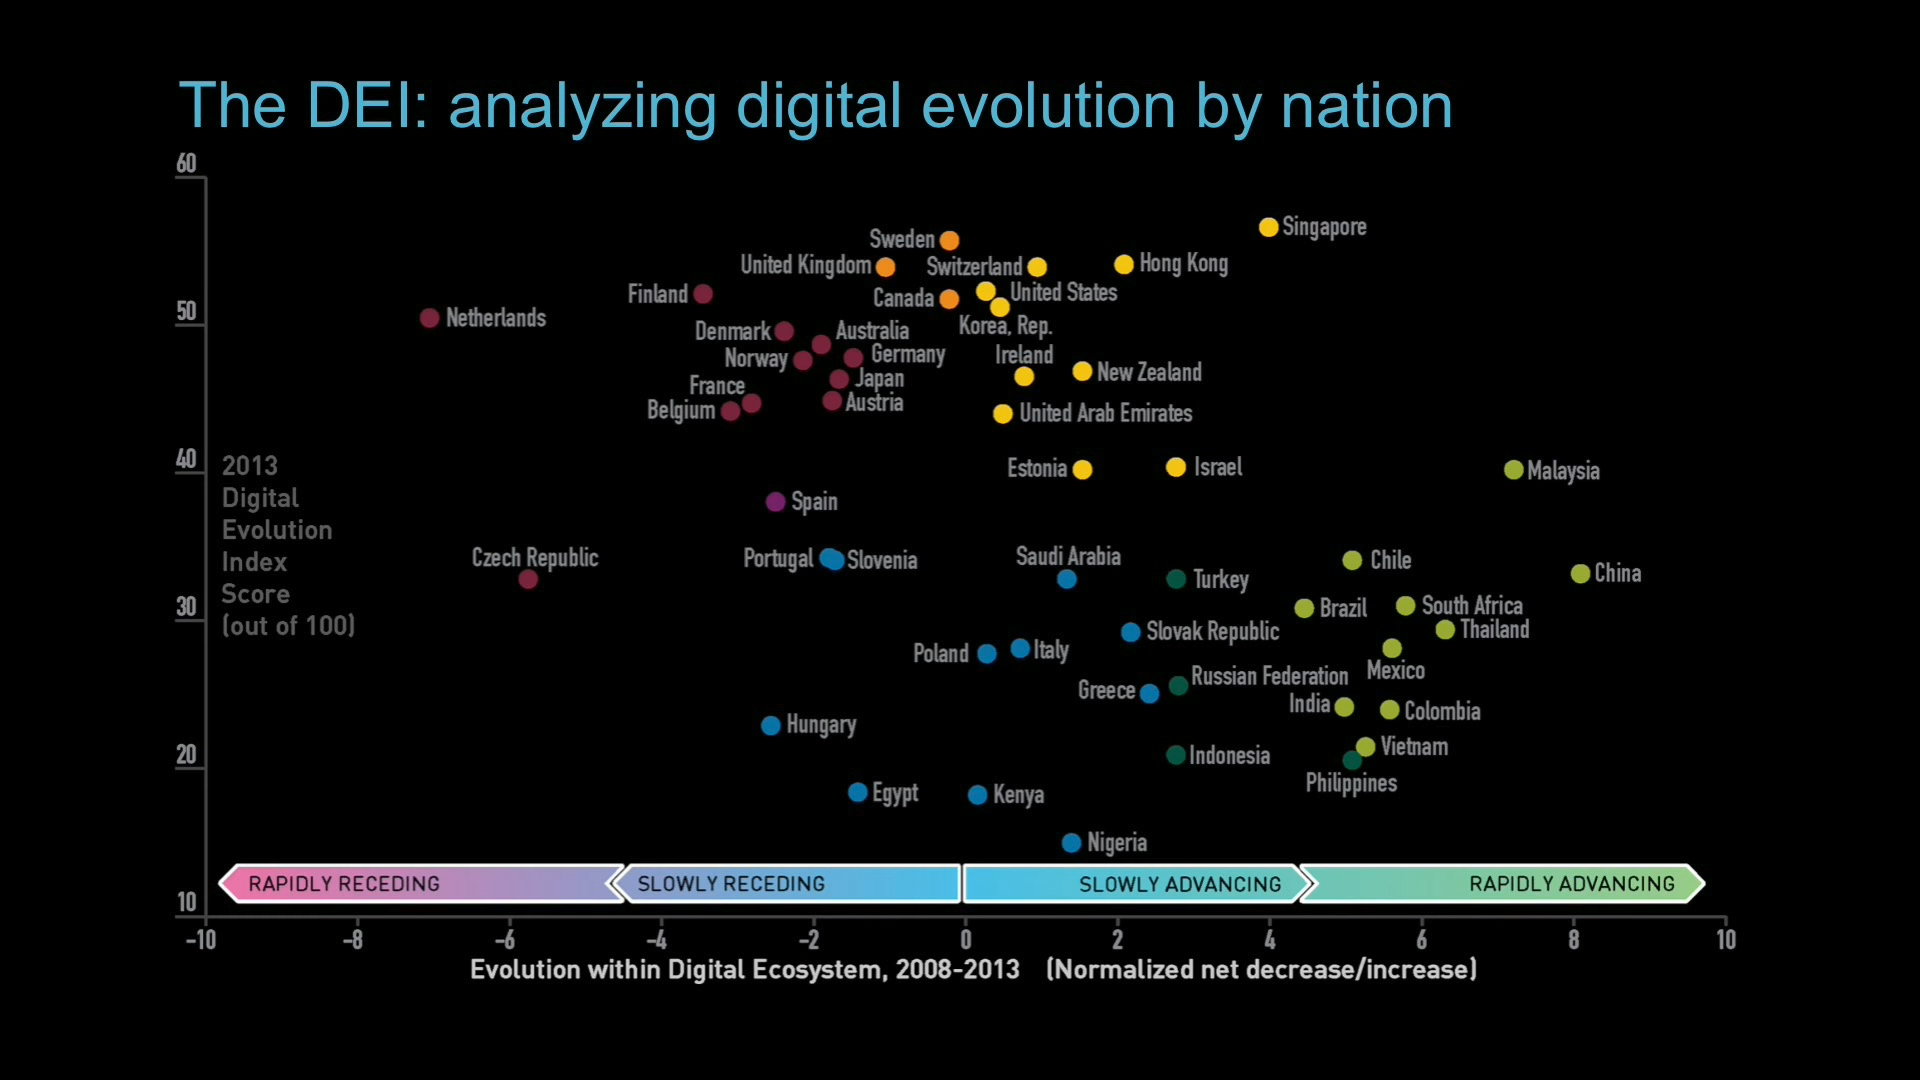 The DEI: analyzing digital evolution by nation
60
50
40
30
20
10
2013
Digital
Evolution
Index
Score
(out of 100)
Singapore
Sweden
United Kingdom
Switzerland
Hong Kong
Finland
Canada
United States
Netherlands
Korea, Rep.
Denmark
Australia
Norway
Germany
Ireland
New Zealand
France
Japan
Belgium
Austria
United Arab Emirates
Estonia
Israel
Malaysia
Spain
Czech Republic
Portugal
Slovenia
Saudi Arabia
Turkey
Chile
China
Brazil
South Africa
Thailand
Slovak Republic
Poland
Italy
Mexico
Russian Federation
Greece
India
Colombia
Hungary
Vietnam
Indonesia
Philippines
Egypt
Kenya
Nigeria
RAPIDLY RECEDING
SLOWLY RECEDING
SLOWLY ADVANCING
RAPIDLY ADVANCING
-10
-8
-6
-4
-2
0
2
4
6
8
10
Evolution within Digital Ecosystem, 2008-2013 (Normalized net decrease/increase)